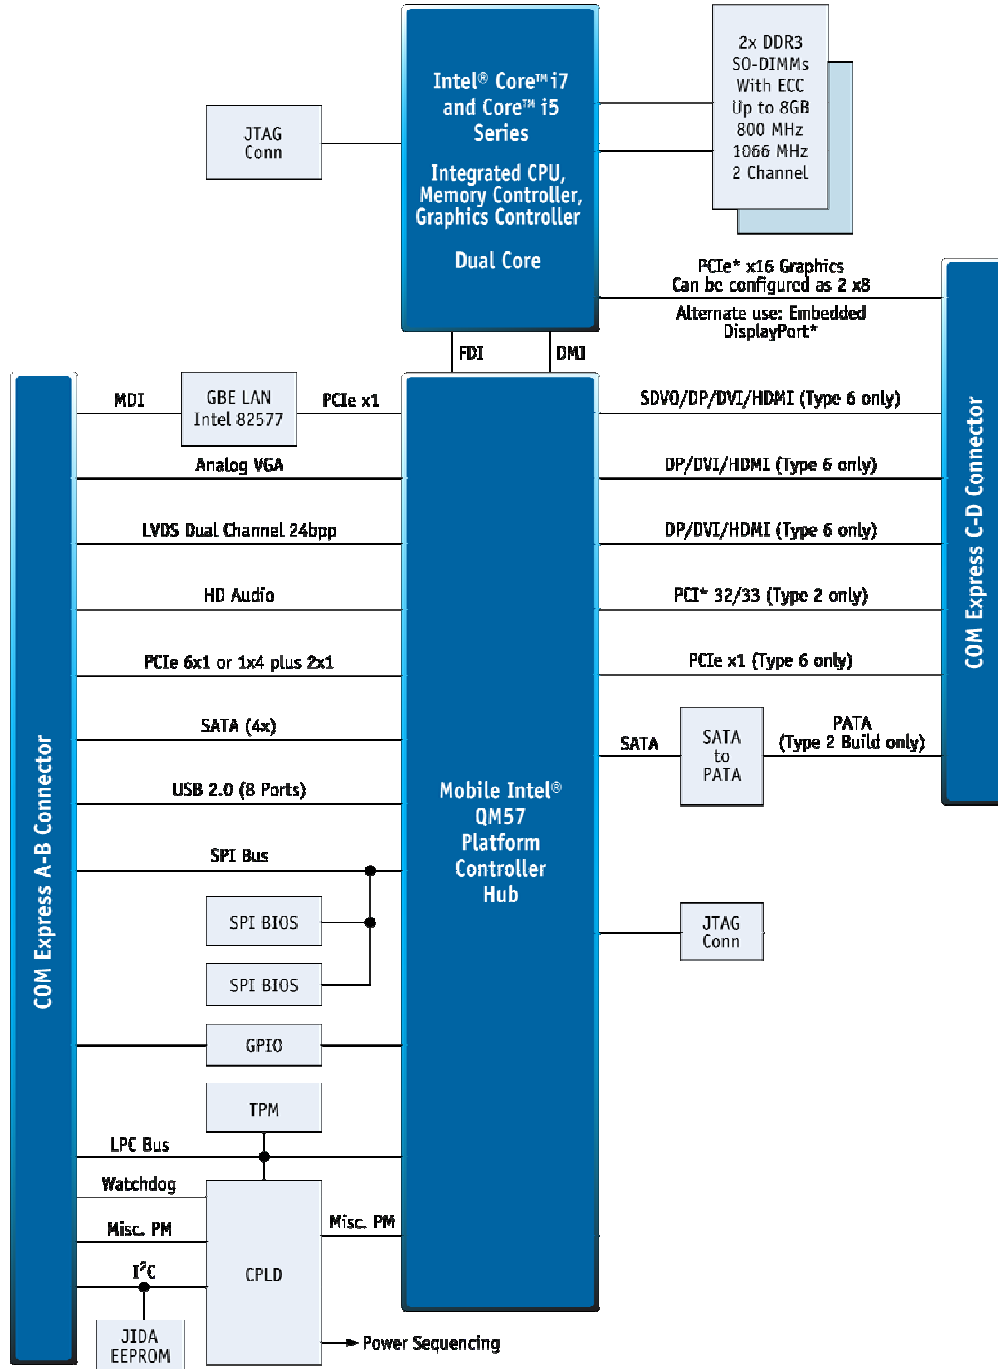 Intel® Core™ i7
and Core™ i5
Series
Integrated CPU,
Memory Controller,
Graphics Controller
Dual Core
2x DDR3
SO-DIMMs
With ECC
Up to 8GB
800 MHz
1066 MHz
2 Channel
JTAG
Conn
PCIe* x16 Graphics
Can be configured as 2 x8
Alternate use: Embedded
DisplayPort*
FDI
DMI
COM Express A-B Connector
COM Express C-D Connector
MDI
GBE LAN
Intel 82577
PCIe x1
Analog VGA
LVDS Dual Channel 24bpp
HD Audio
PCIe 6x1 or 1x4 plus 2x1
SATA (4x)
USB 2.0 (8 Ports)
SPI Bus
SPI BIOS
SPI BIOS
GPIO
TPM
LPC Bus
Watchdog
Misc. PM
I²C
CPLD
Misc. PM
JIDA
EEPROM
Power Sequencing
Mobile Intel®
QM57
Platform
Controller
Hub
SDVO/DP/DVI/HDMI (Type 6 only)
DP/DVI/HDMI (Type 6 only)
DP/DVI/HDMI (Type 6 only)
PCI* 32/33 (Type 2 only)
PCIe x1 (Type 6 only)
SATA
SATA
to
PATA
PATA
(Type 2 Build only)
JTAG
Conn